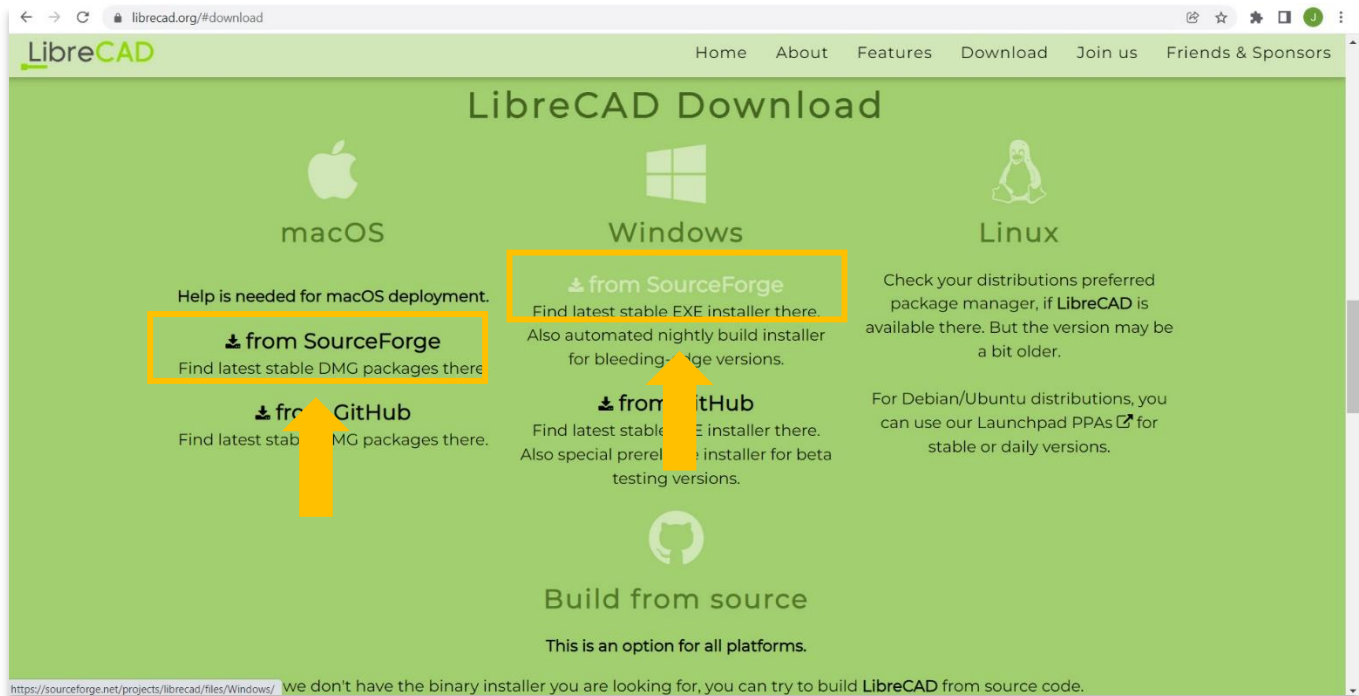 librecad.org/#download
J
LibreCAD
Home About Features Download Join us Friends & Sponsors
LibreCAD Download
macOS
Help is needed for macOS deployment.
from SourceForge
Find latest stable DMG packages there
GitHub
Find latest MG packages there.
Windows
from SourceForge
Find latest stable EXE installer there.
Also automated nightly build installer
for bleeding- versions.
from itHub
Find latest stable E installer there.
Also special installer for beta
testing versions.
Linux
Check your distributions preferred
package manager, if LibreCAD is
available there. But the version may be
a bit older.
For Debian/Ubuntu distributions, you
can use our Launchpad PPAs for
stable or daily versions.
Build from source
This is an option for all platforms.
we don't have the binary installer you are looking for, you can try to build LibreCAD from source code.
https://sourceforge.net/projects/librecad/files/Windows/